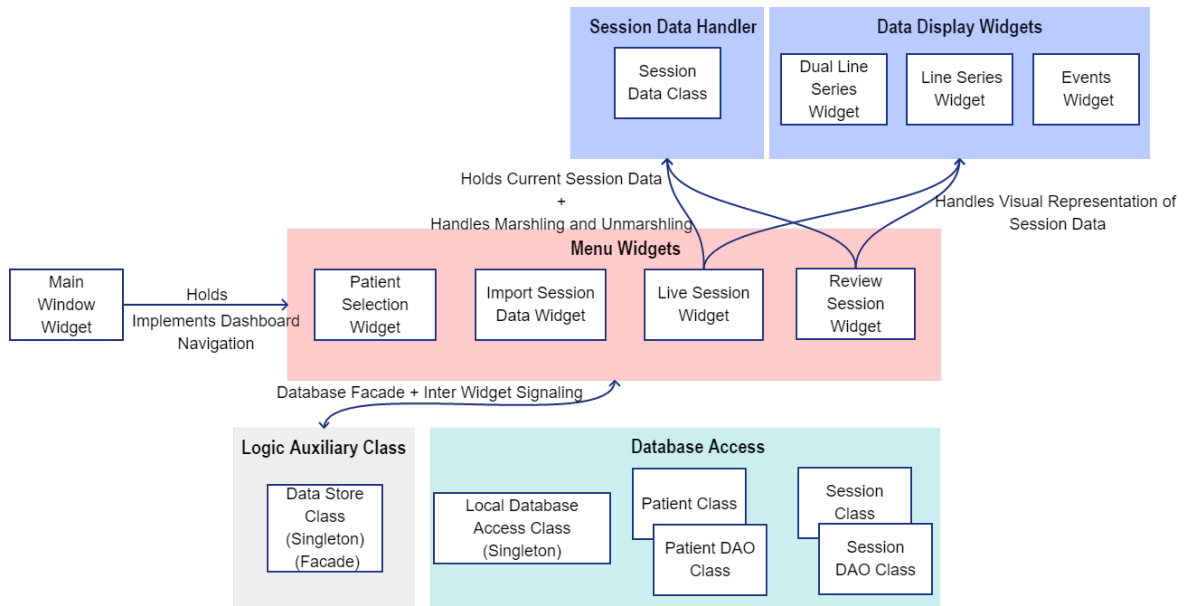 Session Data Handler
Session
Data Class
Data Display Widgets
Dual Line
Series
Widget
Line Series
Widget
Events
Widget
Holds Current Session Data
+
Handles Marshling and Unmarshling
Handles Visual Representation of
Session Data
Menu Widgets
Main
Window
Widget
Holds
Implements Dashboard
Navigation
Patient
Selection
Widget
Import Session
Data Widget
Live Session
Widget
Review
Session
Widget
Database Facade + Inter Widget Signaling
Logic Auxiliary Class
Data Store
Class
(Singleton)
(Facade)
Database Access
Local Database
Access Class
(Singleton)
Patient Class
Patient DAO
Class
Session
Class
Session
DAO Class